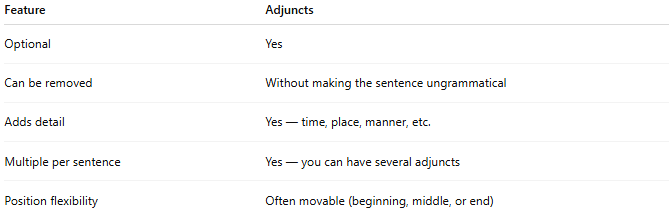 Feature Adjuncts
Optional Yes
Can be removed Without making the sentence ungrammatical
Adds detail Yes — time, place, manner, etc.
Multiple per sentence Yes — you can have several adjuncts
Position flexibility Often movable (beginning, middle, or end)